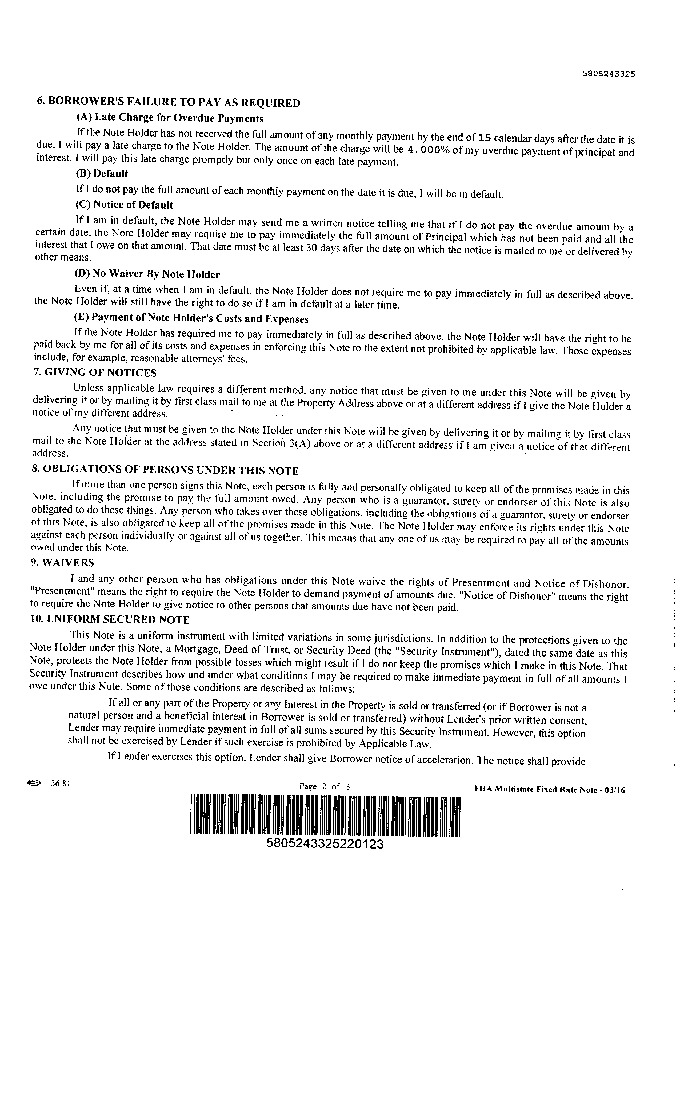 5805243325
6. BORROWER'S FAILURE TO PAY AS REQUIRED
(A) Late Charge for Overdue Payments
If the Note Holder has not received the full amount of any monthly payment by the end of 15 calendar days after the date it is
due, I will pay a late charge to the Note Holder. The amount of the charge will be 4.000% of my overdue payment of principal and
interest. I will pay this late charge promptly but only once on each late payment.
(B) Default
If I do not pay the full amount of each monthly payment on the date it is due, I will be in default.
(C) Notice of Default
If I am in default, the Note Holder may send me a written notice telling me that if I do not pay the overdue amount by a
certain date, the Note Holder may require me to pay immediately the full amount of Principal which has not been paid and all the
interest that I owe on that amount. That date must be at least 30 days after the date on which the notice is mailed to me or delivered by
other means.
(D) No Waiver By Note Holder
Even if, at a time when I am in default, the Note Holder does not require me to pay immediately in full as described above,
the Note Holder will still have the right to do so if I am in default at a later time.
(E) Payment of Note Holder's Costs and Expenses
If the Note Holder has required me to pay immediately in full as described above, the Note Holder will have the right to be
paid back by me for all of its costs and expenses in enforcing this Note to the extent not prohibited by applicable law. Those expenses
include, for example, reasonable attorneys' fees.
7. GIVING OF NOTICES
Unless applicable law requires a different method, any notice that must be given to me under this Note will be given by
delivering it or by mailing it by first class mail to me at the Property Address above or at a different address if I give the Note Holder a
notice of my different address.
Any notice that must be given to the Note Holder under this Note will be given by delivering it or by mailing it by first class
mail to the Note Holder at the address stated in Section 3(A) above or at a different address if I am given a notice of that different
address.
8. OBLIGATIONS OF PERSONS UNDER THIS NOTE
If more than one person signs this Note, each person is fully and personally obligated to keep all of the promises made in this
Note, including the promise to pay the full amount owed. Any person who is a guarantor, surety or endorser of this Note is also
obligated to do these things. Any person who takes over these obligations, including the obligations of a guarantor, surety or endorser
of this Note, is also obligated to keep all of the promises made in this Note. The Note Holder may enforce its rights under this Note
against each person individually or against all of us together. This means that any one of us may be required to pay all of the amounts
owed under this Note.
9. WAIVERS
I and any other person who has obligations under this Note waive the rights of Presentment and Notice of Dishonor.
"Presentment" means the right to require the Note Holder to demand payment of amounts due. "Notice of Dishonor" means the right
to require the Note Holder to give notice to other persons that amounts due have not been paid.
10. UNIFORM SECURED NOTE
This Note is a uniform instrument with limited variations in some jurisdictions. In addition to the protections given to the
Note Holder under this Note, a Mortgage, Deed of Trust, or Security Deed (the "Security Instrument"), dated the same date as this
Note, protects the Note Holder from possible losses which might result if I do not keep the promises which I make in this Note. That
Security Instrument describes how and under what conditions I may be required to make immediate payment in full of all amounts I
owe under this Note. Some of those conditions are described as follows:
If all or any part of the Property or any Interest in the Property is sold or transferred (or if Borrower is not a
natural person and a beneficial interest in Borrower is sold or transferred) without Lender's prior written consent,
Lender may require immediate payment in full of all sums secured by this Security Instrument. However, this option
shall not be exercised by Lender if such exercise is prohibited by Applicable Law.
If Lender exercises this option, Lender shall give Borrower notice of acceleration. The notice shall provide
Page 2 of 3
FHA Multistate Fixed Rate Note - 03/16
5805243325220123